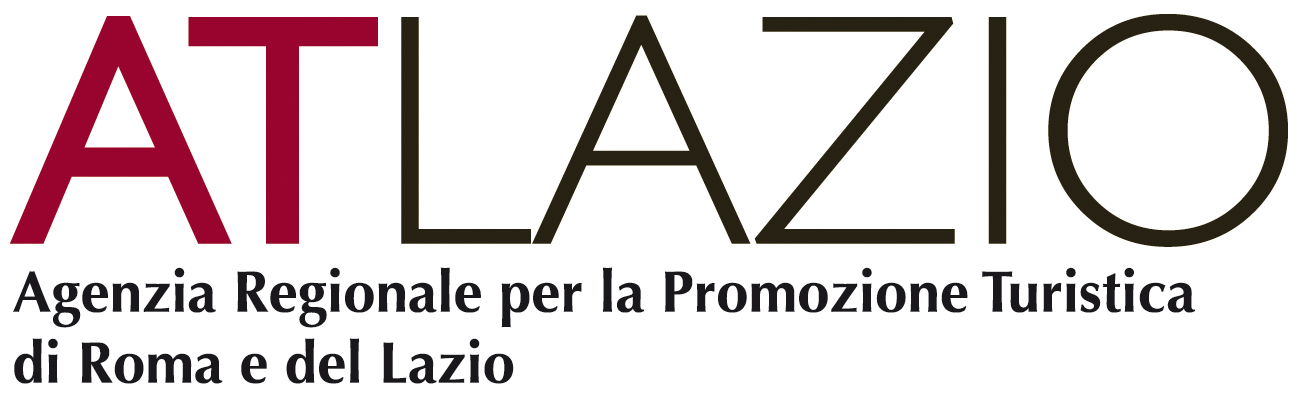 ATLAZIO
Agenzia Regionale per la Promozione Turistica
di Roma e del Lazio